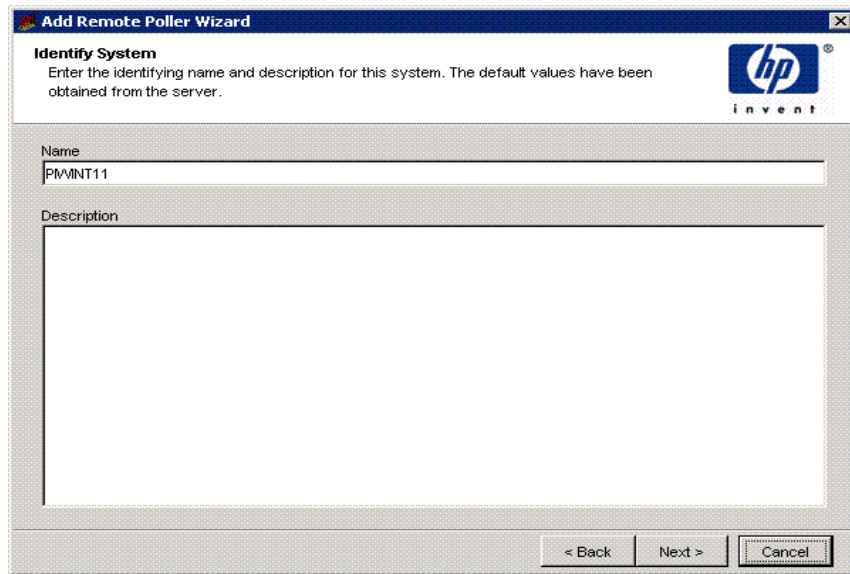 Add Remote Poller Wizard
Identify System
Enter the identifying name and description for this system. The default values have been
obtained from the server.
hp
®
invent
Name
PIWINT11
Description
< Back
Next >
Cancel